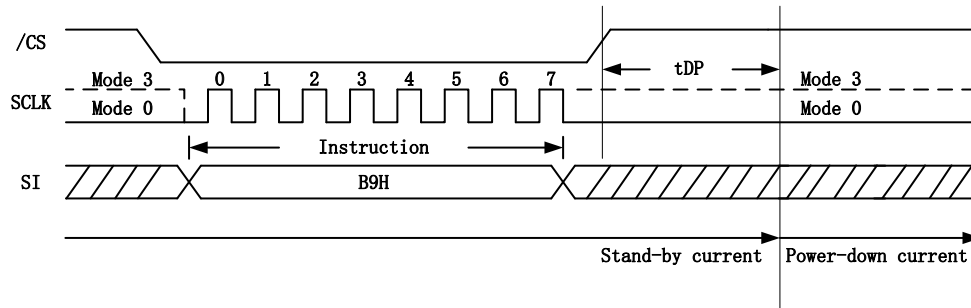 /CS
tDP
Mode 3 0 1 2 3 4 5 6 7 Mode 3
SCLK
Mode 0 Mode 0
Instruction
SI B9H
Stand-by current Power-down current